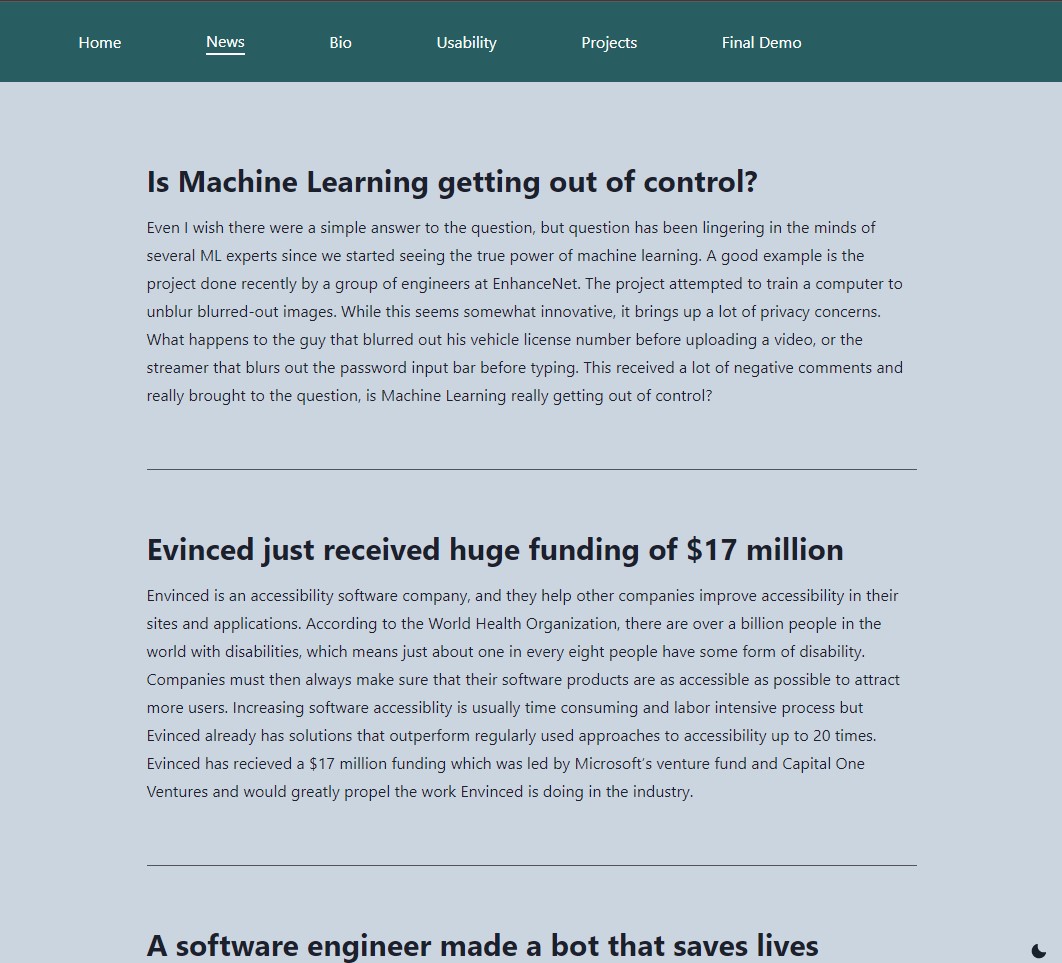 Home News Bio Usability Projects Final Demo
Is Machine Learning getting out of control?
Even I wish there were a simple answer to the question, but question has been lingering in the minds of
several ML experts since we started seeing the true power of machine learning. A good example is the
project done recently by a group of engineers at EnhanceNet. The project attempted to train a computer to
unblur blurred-out images. While this seems somewhat innovative, it brings up a lot of privacy concerns.
What happens to the guy that blurred out his vehicle license number before uploading a video, or the
streamer that blurs out the password input bar before typing. This received a lot of negative comments and
really brought to the question, is Machine Learning really getting out of control?
Evinced just received huge funding of $17 million
Envinced is an accessibility software company, and they help other companies improve accessibility in their
sites and applications. According to the World Health Organization, there are over a billion people in the
world with disabilities, which means just about one in every eight people have some form of disability.
Companies must then always make sure that their software products are as accessible as possible to attract
more users. Increasing software accessiblity is usually time consuming and labor intensive process but
Evinced already has solutions that outperform regularly used approaches to accessibility up to 20 times.
Evinced has recieved a $17 million funding which was led by Microsoft's venture fund and Capital One
Ventures and would greatly propel the work Envinced is doing in the industry.
A software engineer made a bot that saves lives